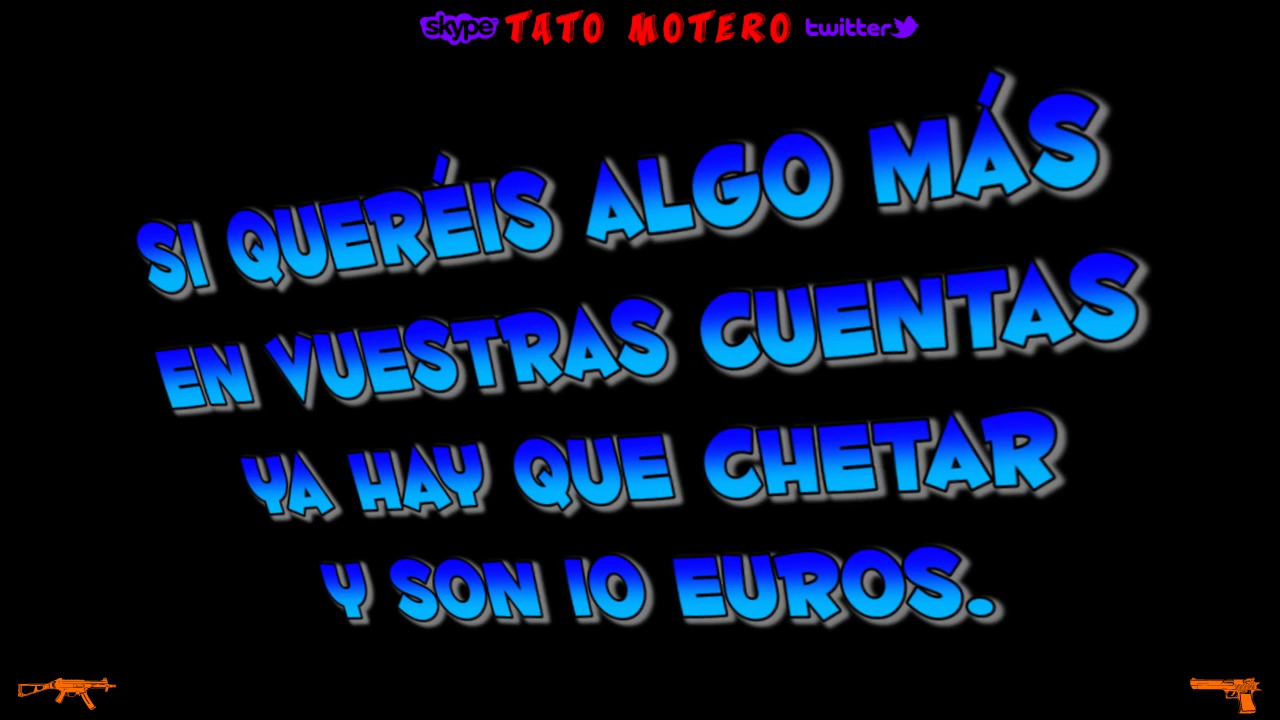 skype TATO MOTERO twitter
SI QUERÉIS ALGO MÁS
EN VUESTRAS CUENTAS
YA HAY QUE CHETAR
Y SON 10 EUROS.